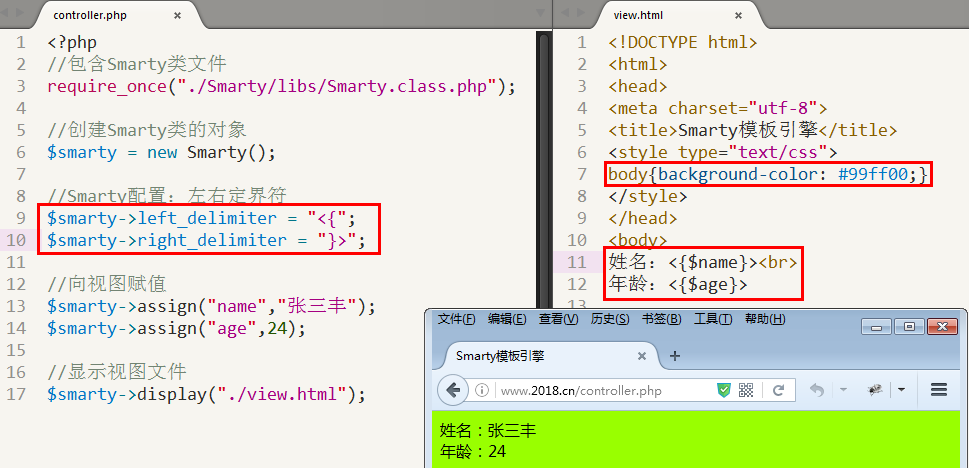 controller.php ×
1 <?php
2 //包含Smarty类文件
3 require_once("./Smarty/libs/Smarty.class.php");
4
5 //创建Smarty类的对象
6 $smarty = new Smarty();
7
8 //Smarty配置：左右定界符
9 $smarty->left_delimiter = "<{";
10 $smarty->right_delimiter = "}>";
11
12 //向视图赋值
13 $smarty->assign("name","张三丰");
14 $smarty->assign("age",24);
15
16 //显示视图文件
17 $smarty->display("./view.html");
view.html ×
1 <!DOCTYPE html>
2 <html>
3 <head>
4 <meta charset="utf-8">
5 <title>Smarty模板引擎</title>
6 <style type="text/css">
7 body{background-color: #99ff00;}
8 </style>
9 </head>
10 <body>
11 姓名：<{$name}><br>
12 年龄：<{$age}>
13
文件(F) 编辑(E) 查看(V) 历史(S) 书签(B) 工具(T) 帮助(H)
Smarty模板引擎 × +
www.2018.cn/controller.php
姓名：张三丰
年龄：24